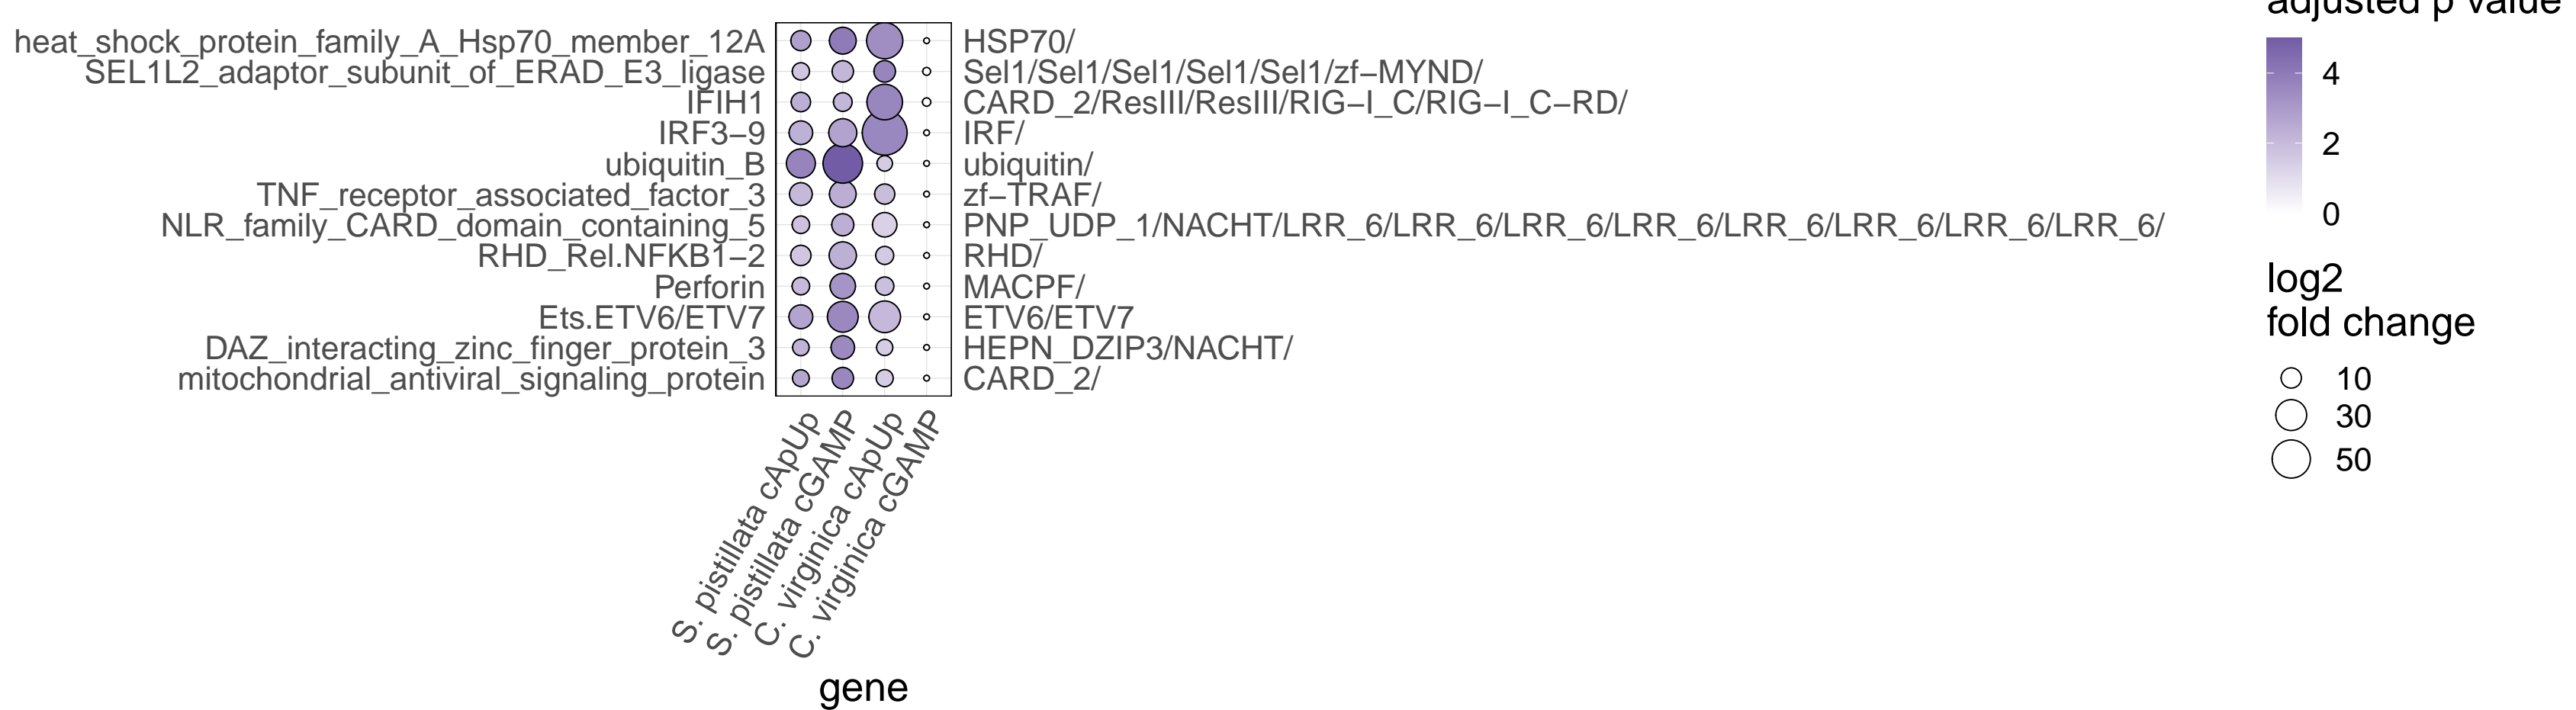 adjusted p value
heat_shock_protein_family_A_Hsp70_member_12A HSP70/
SEL1L2_adaptor_subunit_of_ERAD_E3_ligase Sel1/Sel1/Sel1/Sel1/Sel1/zf−MYND/
IFIH1 CARD_2/ResIII/ResIII/RIG−I_C/RIG−I_C−RD/
IRF3−9 IRF/
ubiquitin_B ubiquitin/
TNF_receptor_associated_factor_3 zf−TRAF/
NLR_family_CARD_domain_containing_5 PNP_UDP_1/NACHT/LRR_6/LRR_6/LRR_6/LRR_6/LRR_6/LRR_6/LRR_6/LRR_6/
RHD_Rel.NFKB1−2 RHD/
Perforin MACPF/
Ets.ETV6/ETV7 ETV6/ETV7
DAZ_interacting_zinc_finger_protein_3 HEPN_DZIP3/NACHT/
mitochondrial_antiviral_signaling_protein CARD_2/
S. pistillata cApUp
S. pistillata cGAMP
C. virginica cApUp
C. virginica cGAMP
gene
4
2
0
log2
fold change
10
30
50